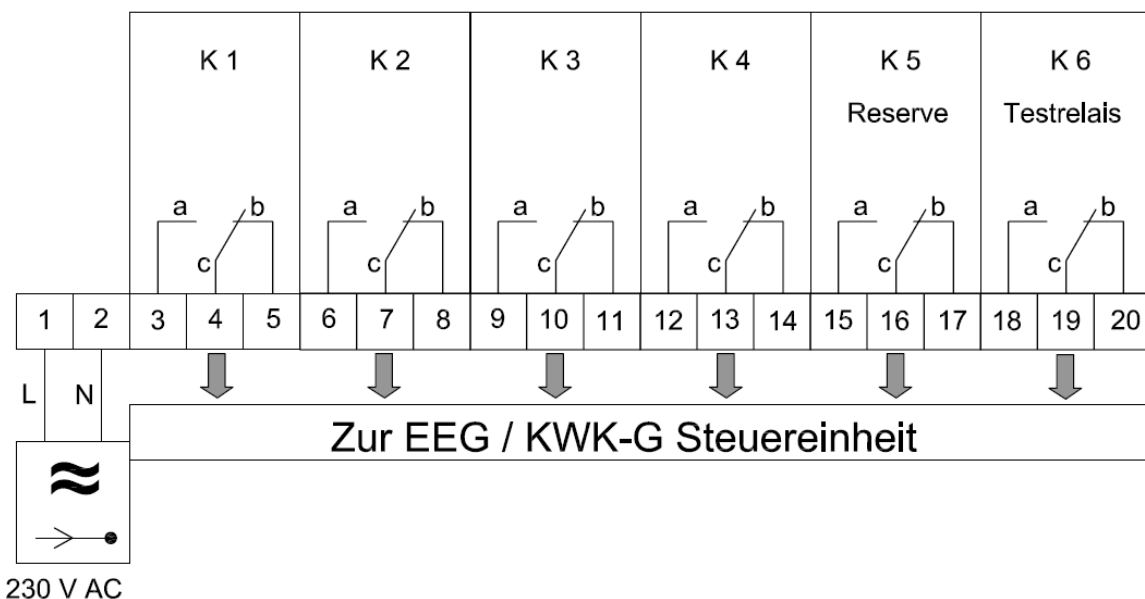 K 1 K 2 K 3 K 4 K 5 K 6
Reserve Testrelais
a b a b a b a b a b a b
c c c c c c
1 2 3 4 5 6 7 8 9 10 11 12 13 14 15 16 17 18 19 20
L N
Zur EEG / KWK-G Steuereinheit
230 V AC